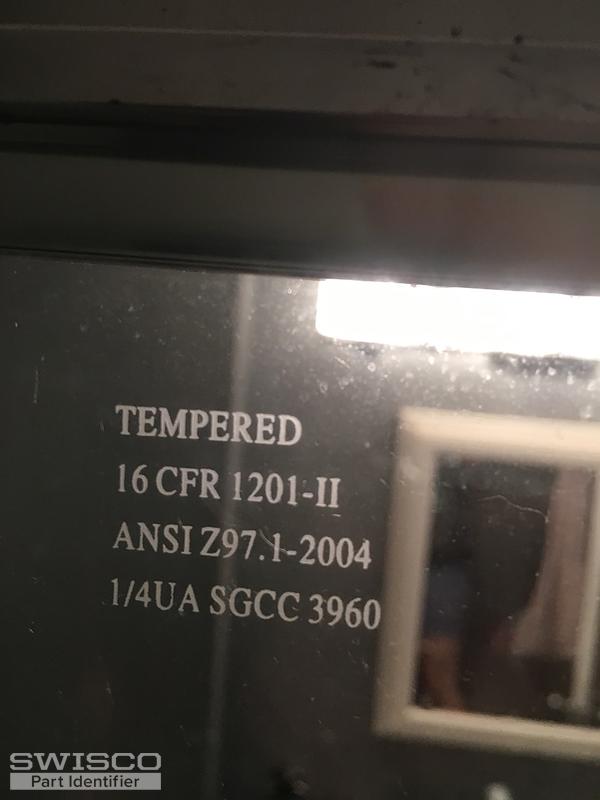 TEMPERED
16 CFR 1201-II
ANSI Z97.1-2004
1/4UA SGCC 3960
SWISCO
Part Identifier